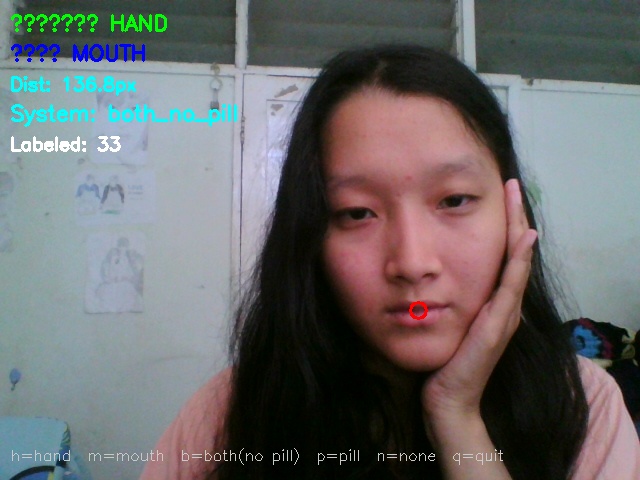 ??????? HAND
???? MOUTH
Dist: 136.8px
System: both_no_pill
Labeled: 33
h=hand m=mouth b=both(no pill) p=pill n=none q=quit